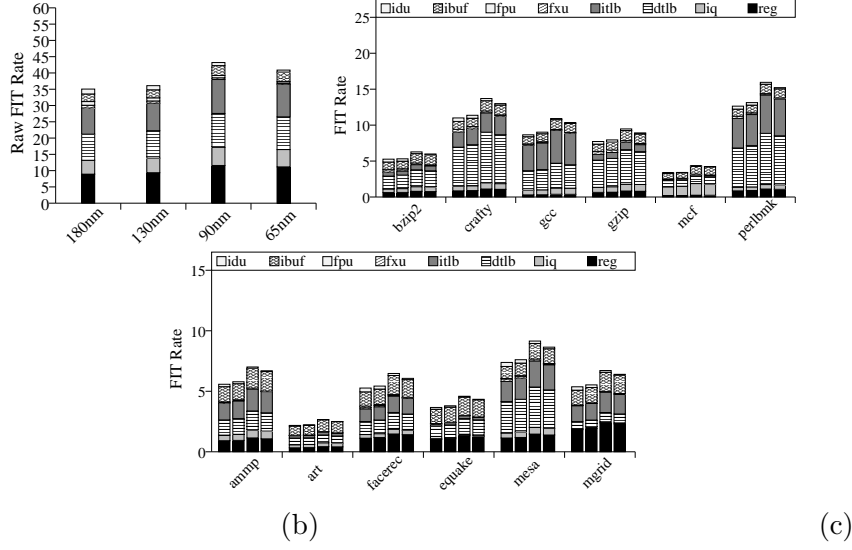 60
55
50
45
40
35
30
25
20
15
10
5
0
Raw FIT Rate
180nm
130nm
90nm
65nm
idu ibuf fpu fxu itlb dtlb iq reg
25
20
15
10
5
0
FIT Rate
bzip2
crafty
gcc
gzip
mcf
perlbmk
idu ibuf fpu fxu itlb dtlb iq reg
15
10
5
0
FIT Rate
ammp
art
facerec
equake
mesa
mgrid
(b)
(c)